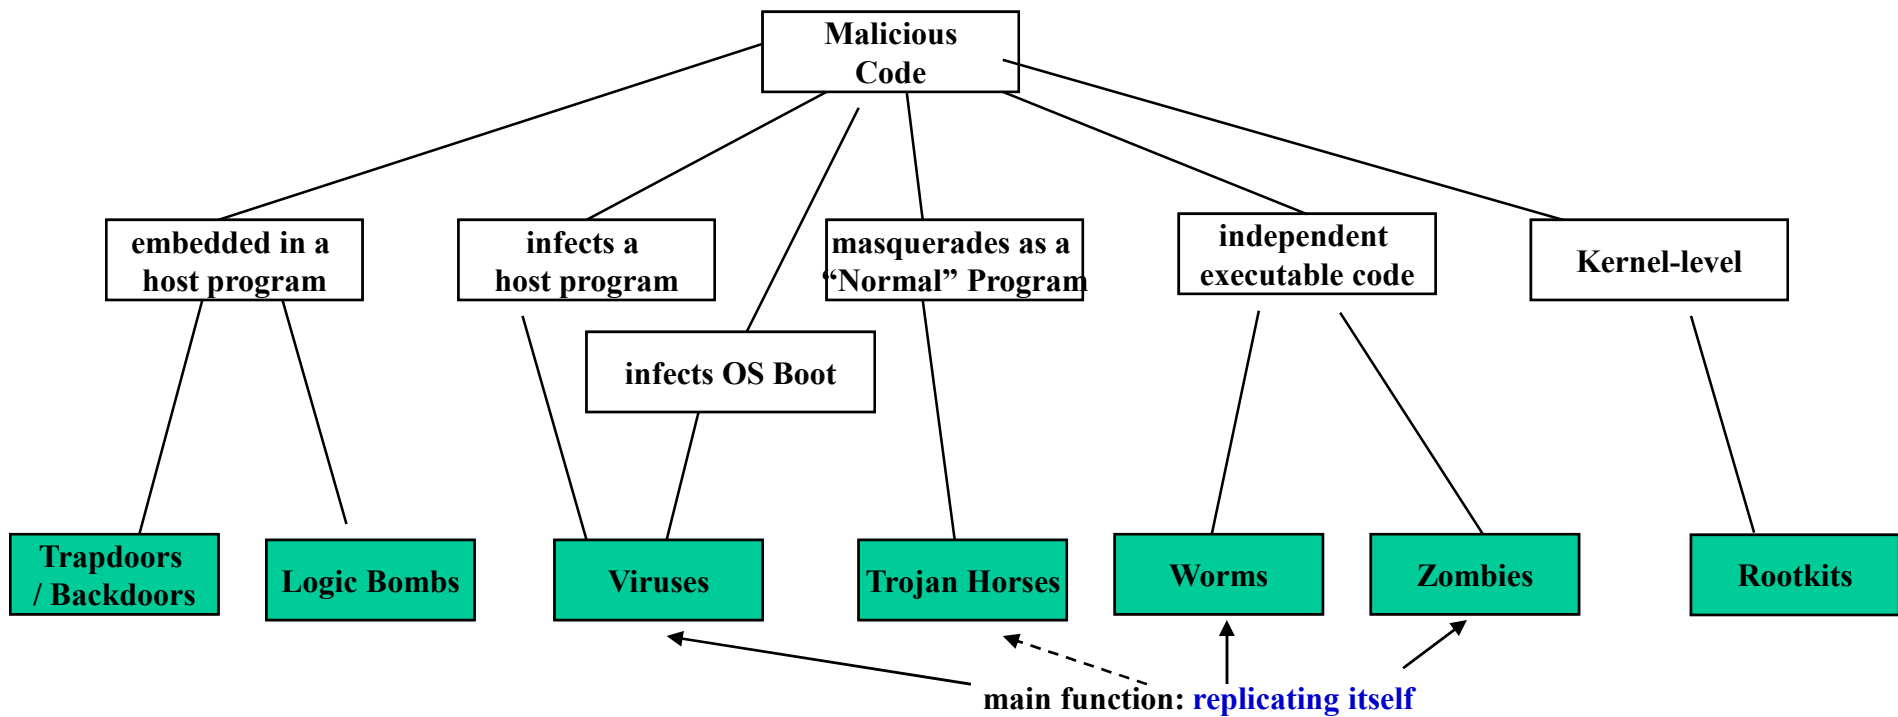 Malicious
Code
embedded in a
host program
infects a
host program
masquerades as a
“Normal” Program
independent
executable code
Kernel-level
infects OS Boot
Trapdoors
/ Backdoors
Logic Bombs
Viruses
Trojan Horses
Worms
Zombies
Rootkits
main function: replicating itself